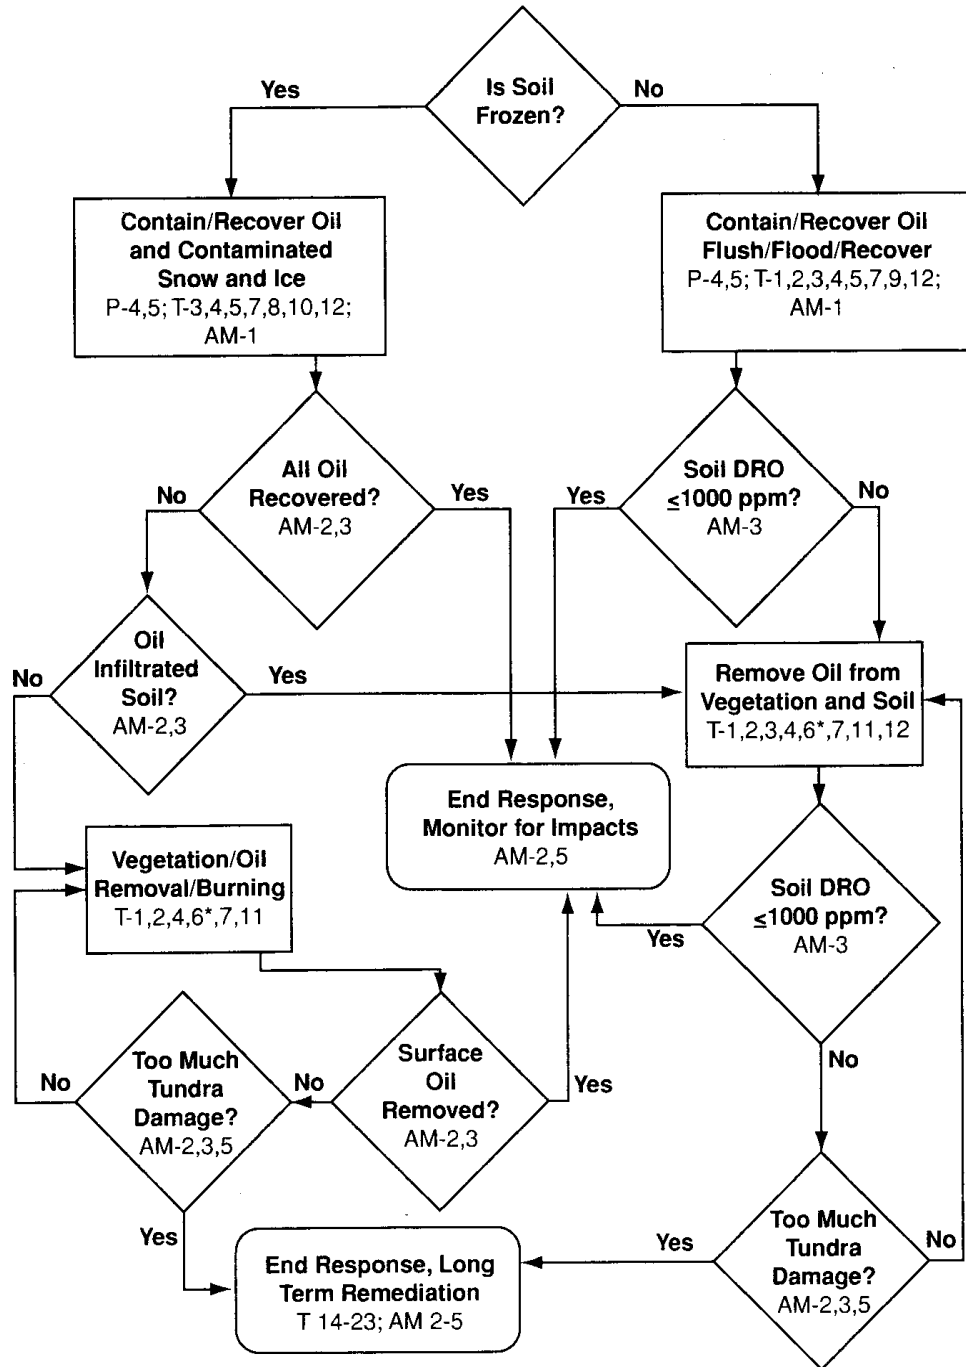 Is Soil
Frozen?
Yes
No
Contain/Recover Oil
and Contaminated
Snow and Ice
P-4,5; T-3,4,5,7,8,10,12;
AM-1
Contain/Recover Oil
Flush/Flood/Recover
P-4,5; T-1,2,3,4,5,7,9,12;
AM-1
All Oil
Recovered?
AM-2,3
No
Yes
Soil DRO
≤1000 ppm?
AM-3
Yes
No
Oil
Infiltrated
Soil?
AM-2,3
No
Yes
Remove Oil from
Vegetation and Soil
T-1,2,3,4,6*,7,11,12
End Response,
Monitor for Impacts
AM-2,5
Vegetation/Oil
Removal/Burning
T-1,2,4,6*,7,11
Soil DRO
≤1000 ppm?
AM-3
Yes
No
Too Much
Tundra
Damage?
AM-2,3,5
No
Yes
Surface
Oil
Removed?
AM-2,3
No
Yes
End Response, Long
Term Remediation
T 14-23; AM 2-5
Too Much
Tundra
Damage?
AM-2,3,5
Yes
No